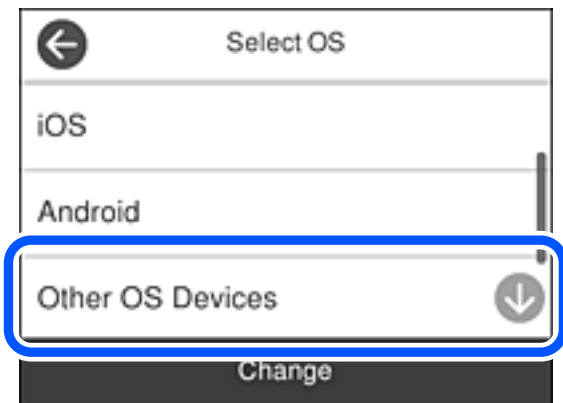 Select OS
iOS
Android
Other OS Devices
Change